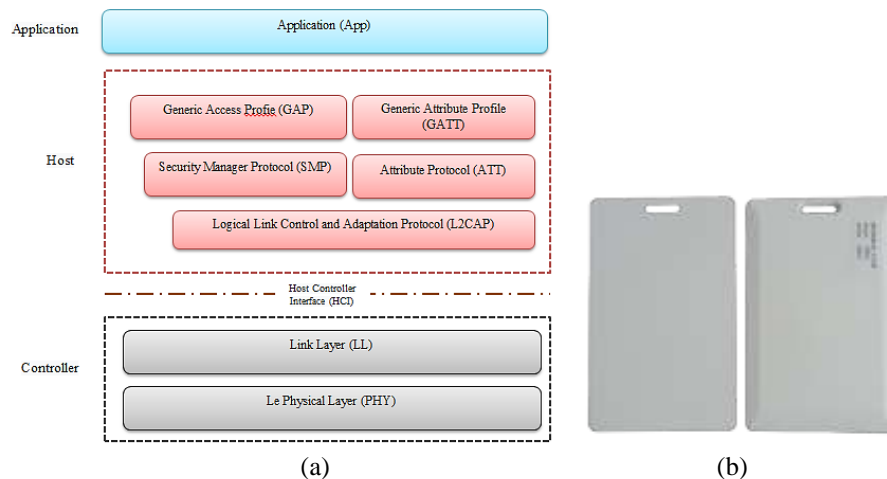 Application
Application (App)
Host
Generic Access Profie (GAP)
Generic Attribute Profile
(GATT)
Security Manager Protocol (SMP)
Attribute Protocol (ATT)
Logical Link Control and Adaptation Protocol (L2CAP)
Host Controller
Interface (HCI)
Controller
Link Layer (LL)
Le Physical Layer (PHY)
(a)
(b)